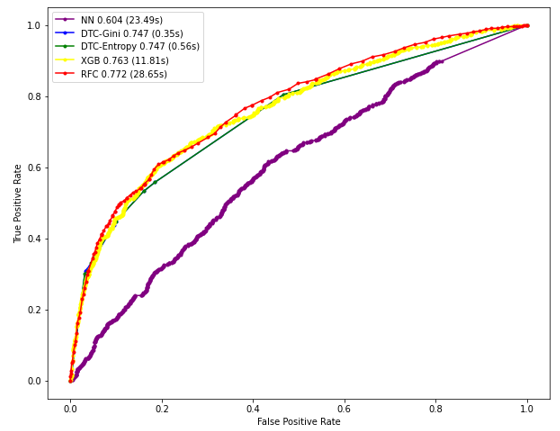 NN 0.604 (23.49s)
DTC-Gini 0.747 (0.35s)
DTC-Entropy 0.747 (0.56s)
XGB 0.763 (11.81s)
RFC 0.772 (28.65s)
1.0
0.8
0.6
0.4
0.2
0.0
True Positive Rate
0.0 0.2 0.4 0.6 0.8 1.0
False Positive Rate